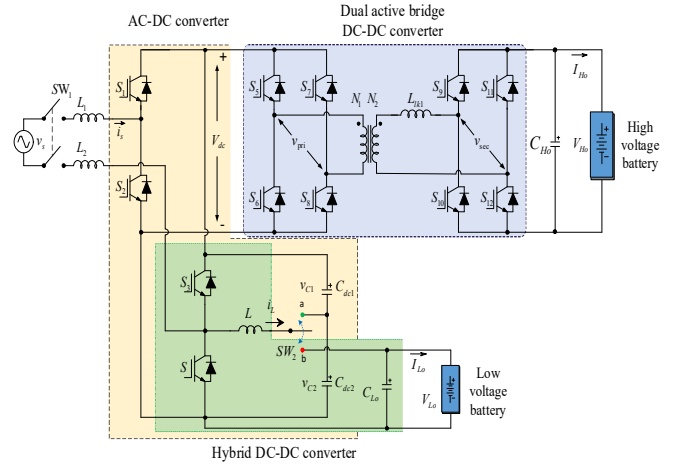 AC-DC converter
Dual active bridge
DC-DC converter
SW1
L1
is
vs
L2
S1
S2
+
Vdc
-
S5
S7
S6
S8
vpri
N1 N2
Llk1
S9
S11
vsec
S10
S12
IHo
CHo
VHo
High
voltage
battery
S3
S
L
iL
vC1
Cdc1
a
SW2
b
vC2
Cdc2
CLo
ILo
VLo
Low
voltage
battery
Hybrid DC-DC converter